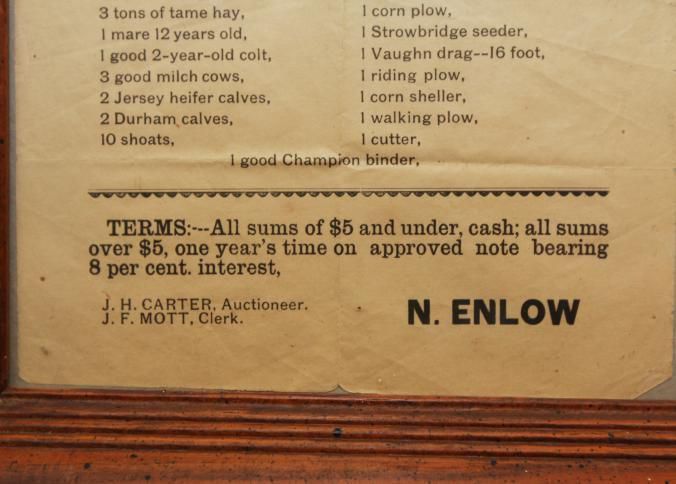 3 tons of tame hay,
1 mare 12 years old,
1 good 2-year-old colt,
3 good milch cows,
2 Jersey heifer calves,
2 Durham calves,
10 shoats,
1 corn plow,
1 Strowbridge seeder,
1 Vaughn drag--16 foot,
1 riding plow,
1 corn sheller,
1 walking plow,
1 cutter,
1 good Champion binder,
TERMS:---All sums of $5 and under, cash; all sums
over $5, one year's time on approved note bearing
8 per cent. interest,
J. H. CARTER, Auctioneer.
J. F. MOTT, Clerk.
N. ENLOW